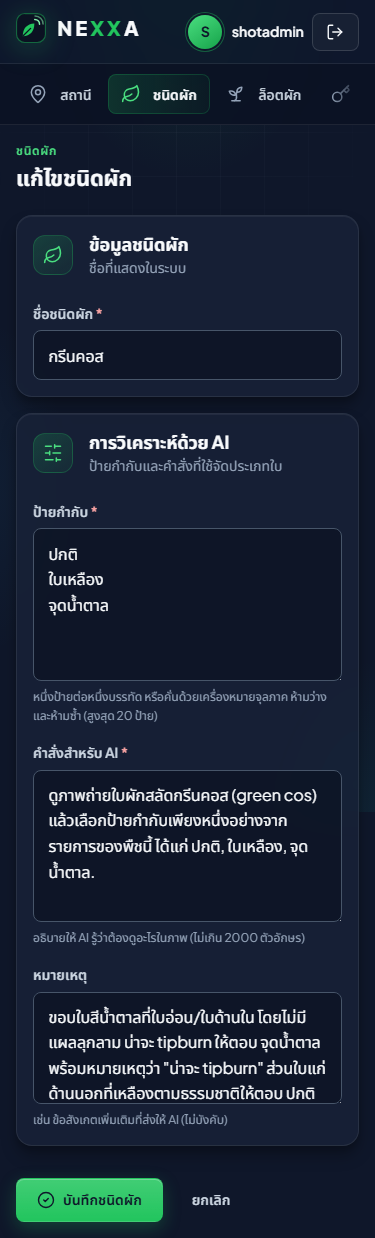 NEXXA
S
shotadmin
สถานี
ชนิดผัก
ล็อตผัก
ชนิดผัก
แก้ไขชนิดผัก
ข้อมูลชนิดผัก
ชื่อที่แสดงในระบบ
ชื่อชนิดผัก *
กรีนคอส
การวิเคราะห์ด้วย AI
ป้ายกำกับและคำสั่งที่ใช้จัดประเภทใบ
ป้ายกำกับ *
ปกติ
ใบเหลือง
จุดน้ำตาล
หนึ่งป้ายต่อหนึ่งบรรทัด หรือคั่นด้วยเครื่องหมายจุลภาค ห้ามว่าง
และห้ามซ้ำ (สูงสุด 20 ป้าย)
คำสั่งสำหรับ AI *
ดูภาพถ่ายใบผักสลัดกรีนคอส (green cos)
แล้วเลือกป้ายกำกับเพียงหนึ่งอย่างจาก
รายการของพืชนี้ ได้แก่ ปกติ, ใบเหลือง, จุด
น้ำตาล.
อธิบายให้ AI รู้ว่าต้องดูอะไรในภาพ (ไม่เกิน 2000 ตัวอักษร)
หมายเหตุ
ขอบใบสีน้ำตาลที่ใบอ่อน/ใบด้านใน โดยไม่มี
แผลลุกลาม น่าจะ tipburn ให้ตอบ จุดน้ำตาล
พร้อมหมายเหตุว่า "น่าจะ tipburn" ส่วนใบแก่
ด้านนอกที่เหลืองตามธรรมชาติให้ตอบ ปกติ
เช่น ข้อสังเกตเพิ่มเติมที่ส่งให้ AI (ไม่บังคับ)
บันทึกชนิดผัก
ยกเลิก